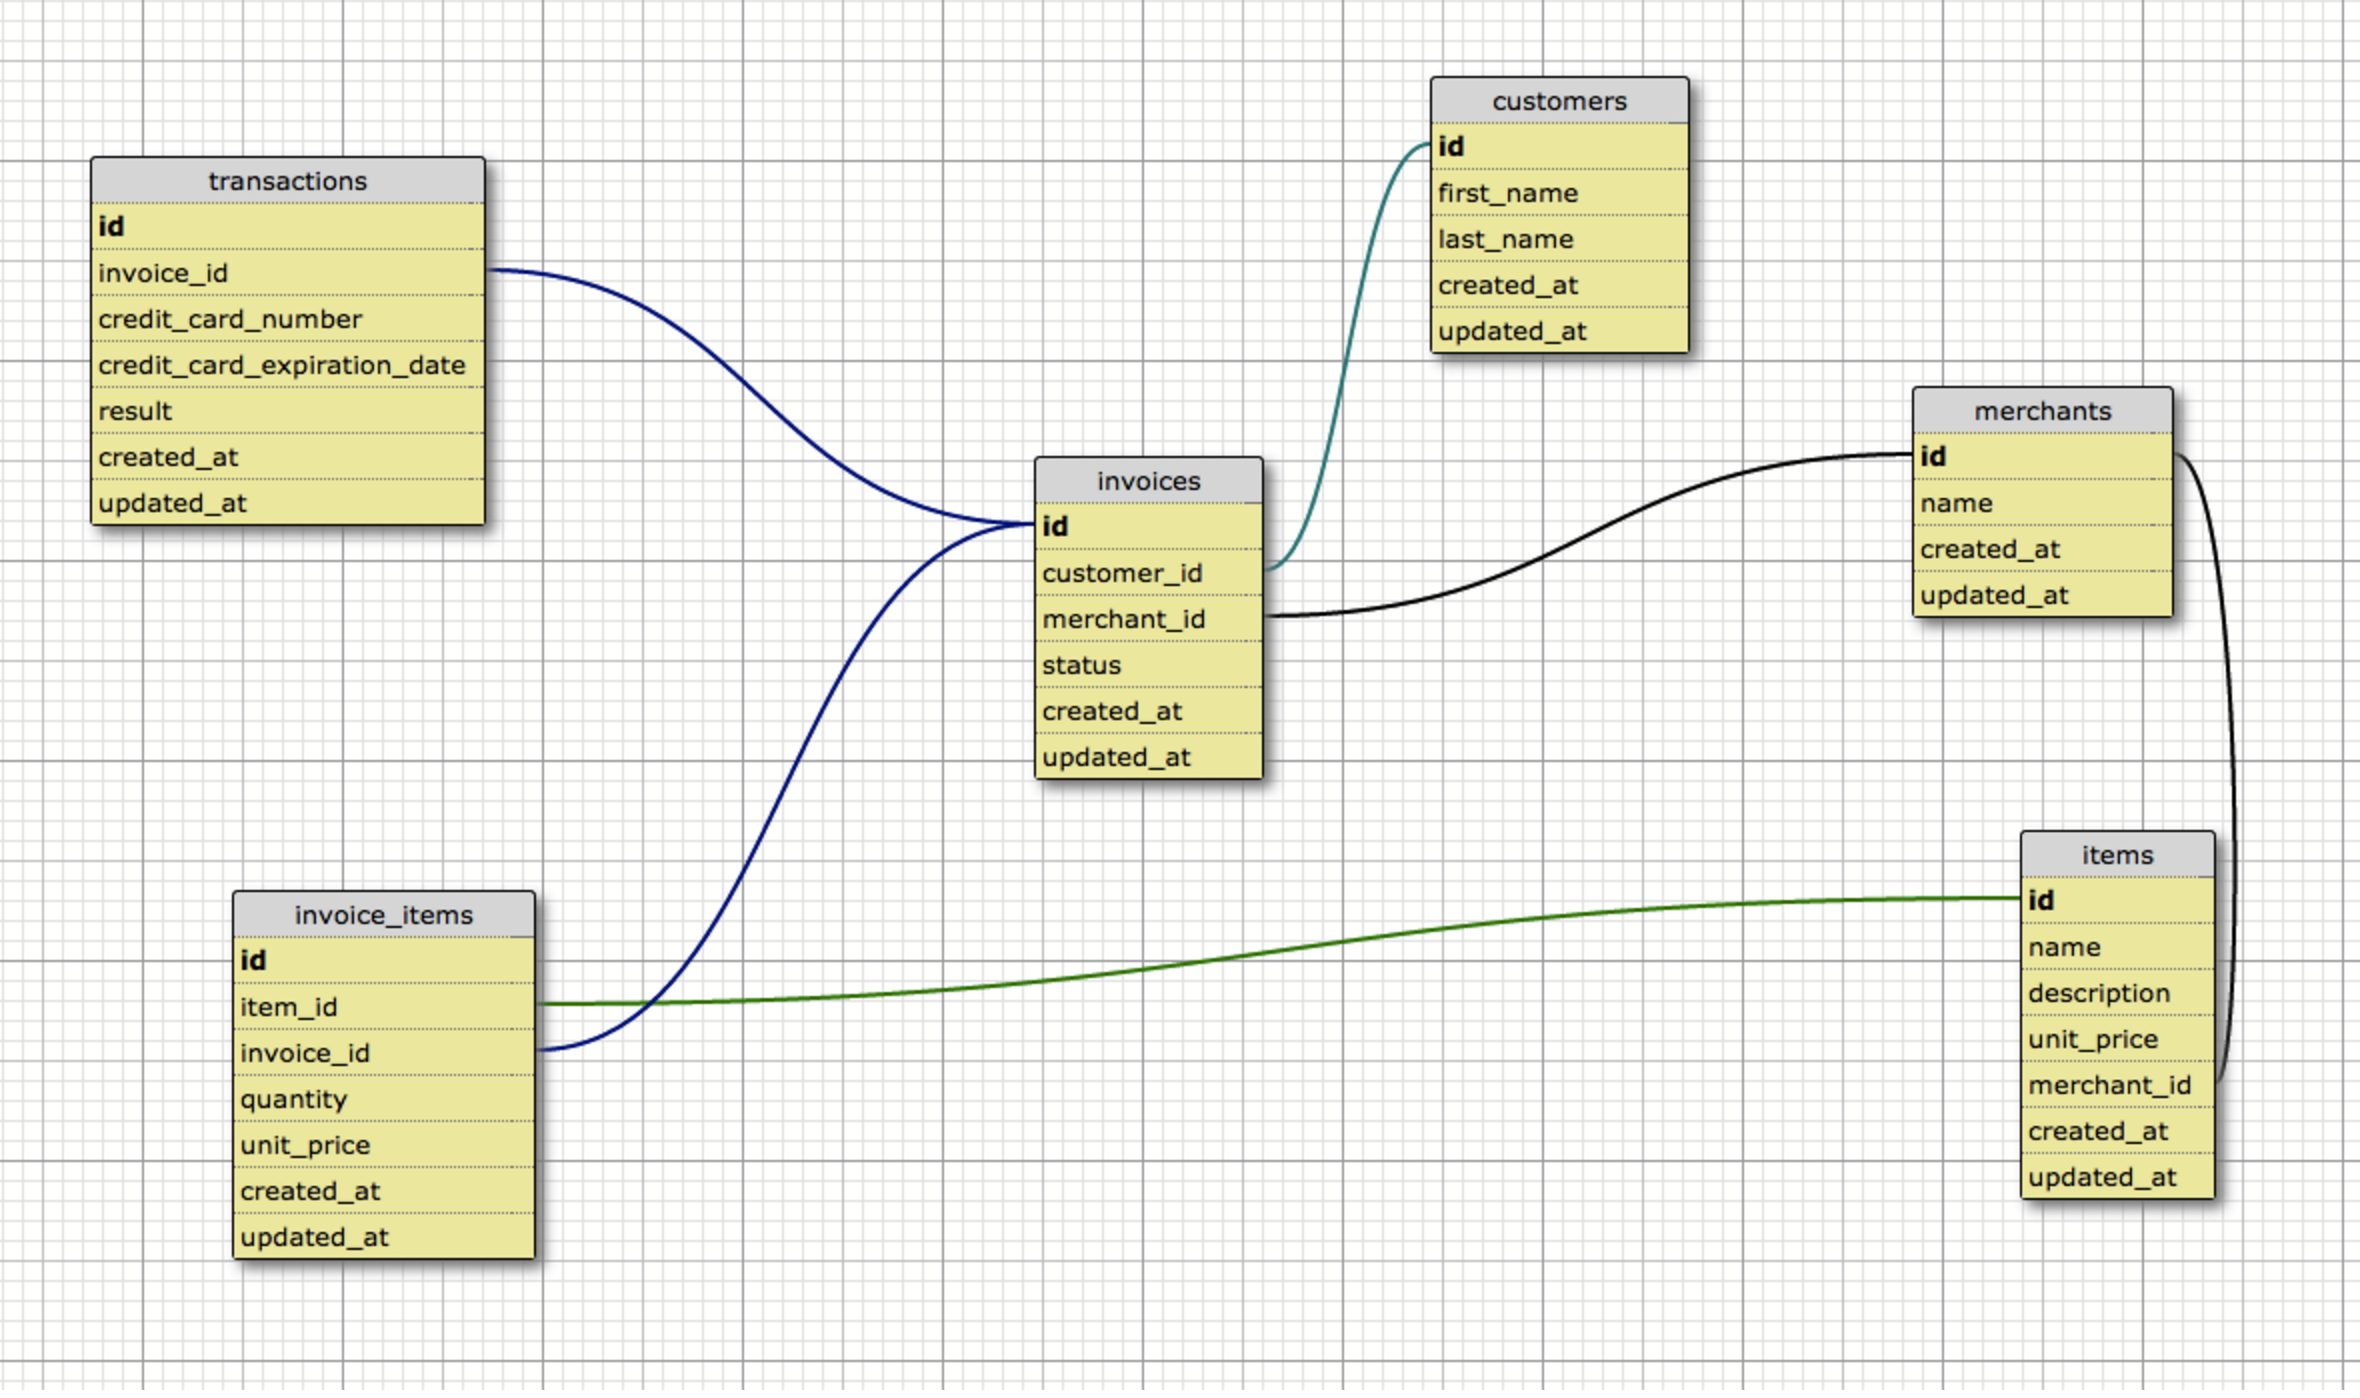 transactions
id
invoice_id
credit_card_number
credit_card_expiration_date
result
created_at
updated_at
customers
id
first_name
last_name
created_at
updated_at
invoices
id
customer_id
merchant_id
status
created_at
updated_at
merchants
id
name
created_at
updated_at
invoice_items
id
item_id
invoice_id
quantity
unit_price
created_at
updated_at
items
id
name
description
unit_price
merchant_id
created_at
updated_at